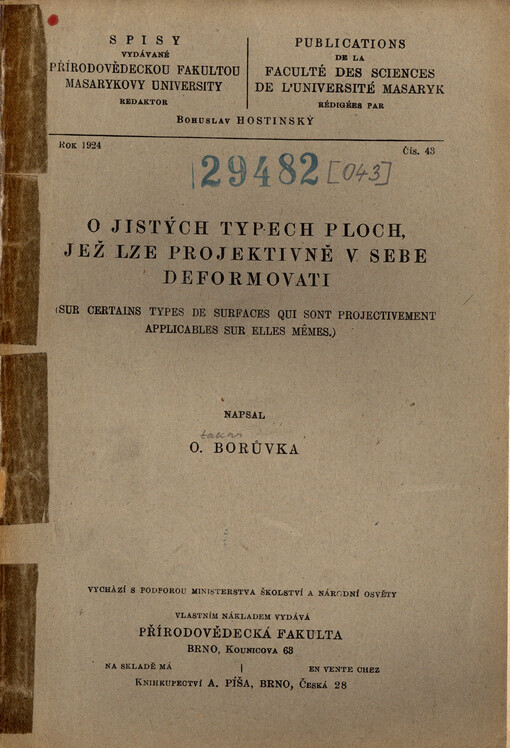 SPISY
VYDÁVANÉ
PŘÍRODOVĚDECKOU FAKULTOU
MASARYKOVY UNIVERSITY
REDAKTOR
PUBLICATIONS
DE LA
FACULTÉ DES SCIENCES
DE L'UNIVERSITÉ MASARYK
RÉDIGÉES PAR
BOHUSLAV HOSTINSKÝ
ROK 1924
ČÍS. 43
29482 [043]
O JISTÝCH TYPECH PLOCH,
JEŽ LZE PROJEKTIVNĚ V SEBE
DEFORMOVATI
(SUR CERTAINS TYPES DE SURFACES QUI SONT PROJECTIVEMENT
APPLICABLES SUR ELLES MÊMES.)
NAPSAL
O. BORŮVKA
VYCHÁZÍ S PODPOROU MINISTERSTVA ŠKOLSTVÍ A NÁRODNÍ OSVĚTY
VLASTNÍM NÁKLADEM VYDÁVÁ
PŘÍRODOVĚDECKÁ FAKULTA
BRNO, KOUNICOVA 63
NA SKLADĚ MÁ
EN VENTE CHEZ
KNIHKUPECTVÍ A. PÍŠA, BRNO, ČESKÁ 28